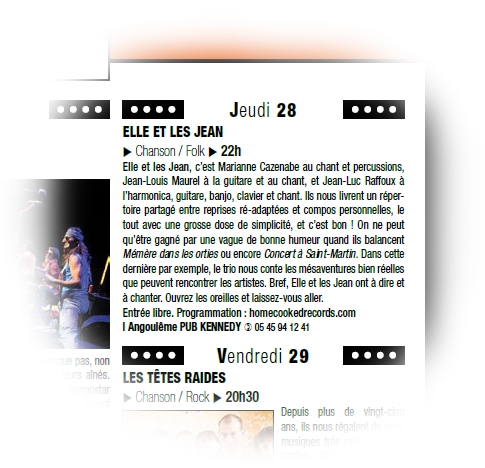 Jeudi 28
ELLE ET LES JEAN
▶ Chanson / Folk ▶ 22h
Elle et les Jean, c'est Marianne Cazenabe au chant et percussions,
Jean-Louis Maurel à la guitare et au chant, et Jean-Luc Raffoux à
l'harmonica, guitare, banjo, clavier et chant. Ils nous livrent un réper-
toire partagé entre reprises ré-adaptées et compos personnelles, le
tout avec une grosse dose de simplicité, et c'est bon ! On ne peut
qu'être gagné par une vague de bonne humeur quand ils balancent
Mémère dans les orties ou encore Concert à Saint-Martin. Dans cette
dernière par exemple, le trio nous conte les mésaventures bien réelles
que peuvent rencontrer les artistes. Bref, Elle et les Jean ont à dire et
à chanter. Ouvrez les oreilles et laissez-vous aller.
Entrée libre. Programmation : homecookedrecords.com
I Angoulême PUB KENNEDY ✆ 05 45 94 12 41
Vendredi 29
LES TÊTES RAIDES
▶ Chanson / Rock ▶ 20h30
Depuis plus de vingt-cinq
ans, ils nous régalent de
musiques
que pas, non
aînés.